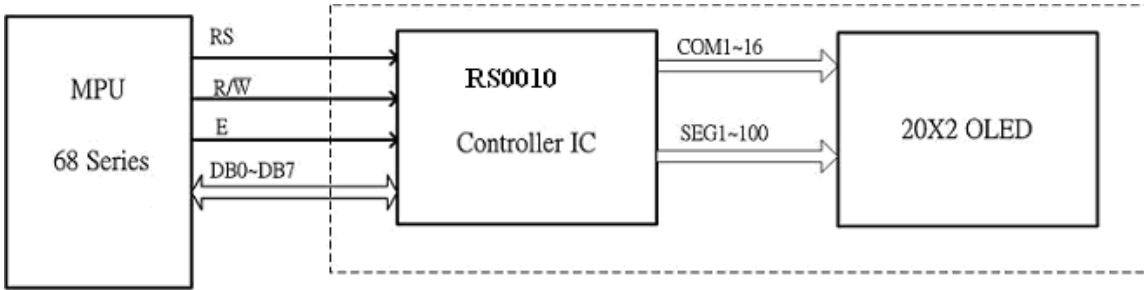 MPU
68 Series
RS
R/W̅
E
DB0~DB7
RS0010
Controller IC
COM1~16
SEG1~100
20X2 OLED